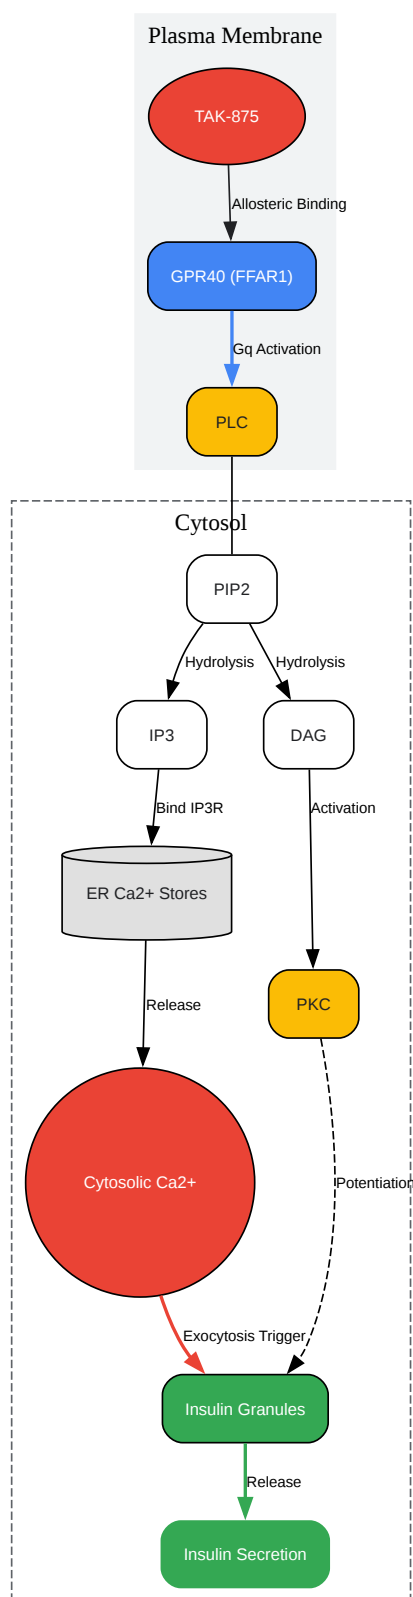 Plasma Membrane
TAK-875
Allosteric Binding
GPR40 (FFAR1)
Gq Activation
PLC
Cytosol
PIP2
Hydrolysis
Hydrolysis
IP3
DAG
Bind IP3R
Activation
ER Ca2+ Stores
PKC
Release
Cytosolic Ca2+
Potentiation
Exocytosis Trigger
Insulin Granules
Release
Insulin Secretion